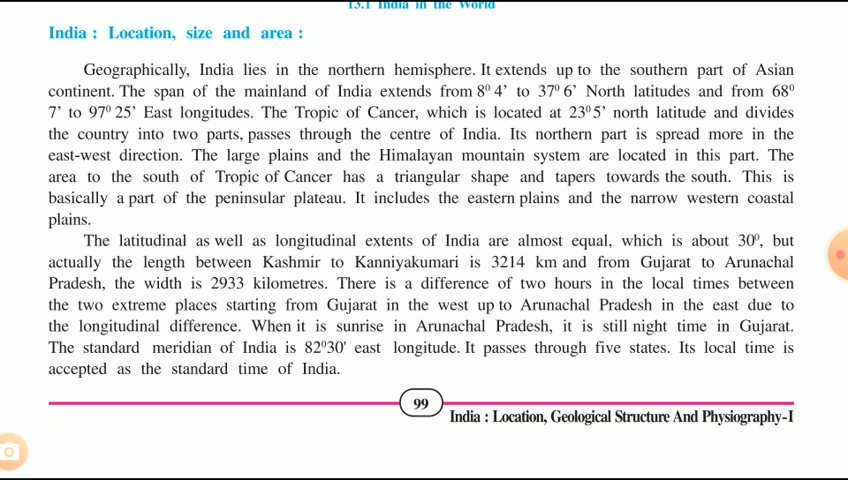 13.1 India in the World
India : Location, size and area :
Geographically, India lies in the northern hemisphere. It extends up to the southern part of Asian
continent. The span of the mainland of India extends from 8⁰ 4’ to 37⁰ 6’ North latitudes and from 68⁰
7’ to 97⁰ 25’ East longitudes. The Tropic of Cancer, which is located at 23⁰5’ north latitude and divides
the country into two parts, passes through the centre of India. Its northern part is spread more in the
east-west direction. The large plains and the Himalayan mountain system are located in this part. The
area to the south of Tropic of Cancer has a triangular shape and tapers towards the south. This is
basically a part of the peninsular plateau. It includes the eastern plains and the narrow western coastal
plains.
The latitudinal as well as longitudinal extents of India are almost equal, which is about 30⁰, but
actually the length between Kashmir to Kanniyakumari is 3214 km and from Gujarat to Arunachal
Pradesh, the width is 2933 kilometres. There is a difference of two hours in the local times between
the two extreme places starting from Gujarat in the west up to Arunachal Pradesh in the east due to
the longitudinal difference. When it is sunrise in Arunachal Pradesh, it is still night time in Gujarat.
The standard meridian of India is 82⁰30' east longitude. It passes through five states. Its local time is
accepted as the standard time of India.
99
India : Location, Geological Structure And Physiography-I